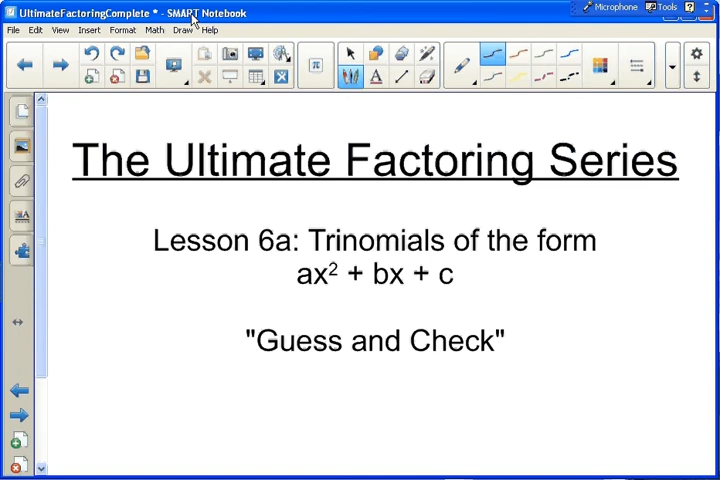 UltimateFactoringComplete * - SMART Notebook
Microphone Tools
File Edit View Insert Format Math Draw Help
The Ultimate Factoring Series
Lesson 6a: Trinomials of the form
ax² + bx + c
"Guess and Check"